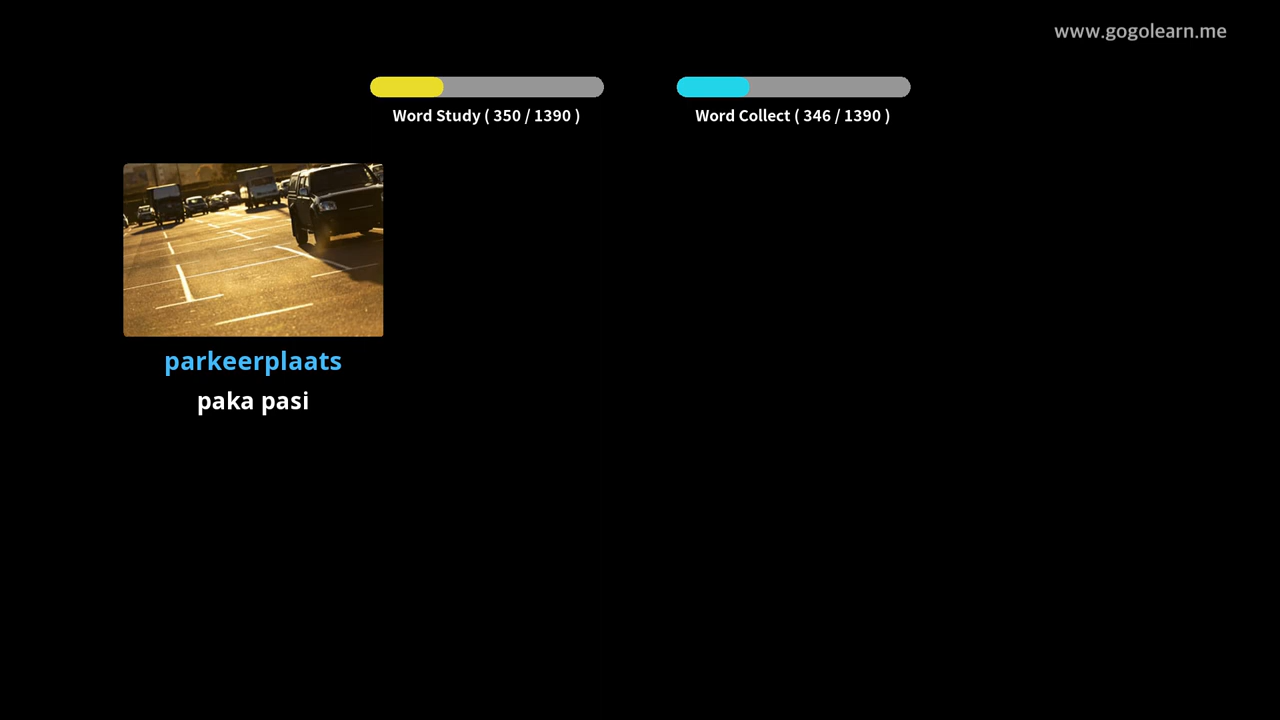 www.gogolearn.me
Word Study ( 350 / 1390 )
Word Collect ( 346 / 1390 )
parkeerplaats
paka pasi